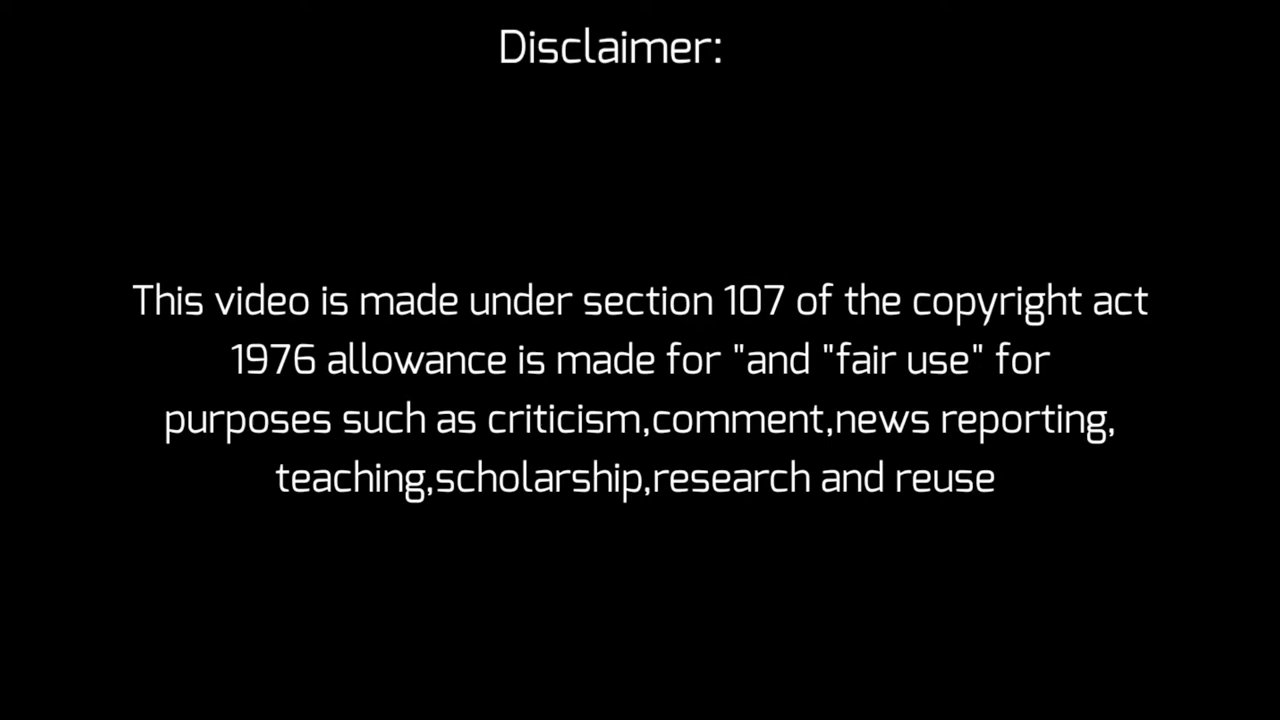 Disclaimer:
This video is made under section 107 of the copyright act
1976 allowance is made for "and "fair use" for
purposes such as criticism,comment,news reporting,
teaching,scholarship,research and reuse